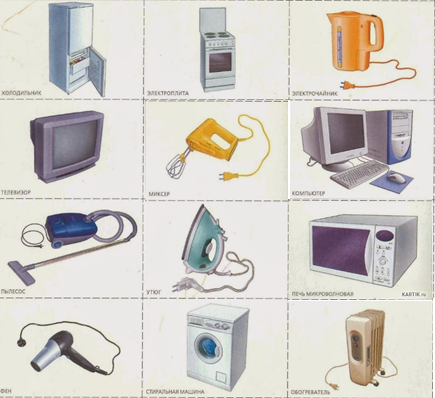 ХОЛОДИЛЬНИК
ЭЛЕКТРОПЛИТА
ЭЛЕКТРОЧАЙНИК
ТЕЛЕВИЗОР
МИКСЕР
КОМПЬЮТЕР
ПЫЛЕСОС
УТЮГ
ПЕЧЬ МИКРОВОЛНОВАЯ
KARTIK.ru
ФЕН
СТИРАЛЬНАЯ МАШИНА
ОБОГРЕВАТЕЛЬ